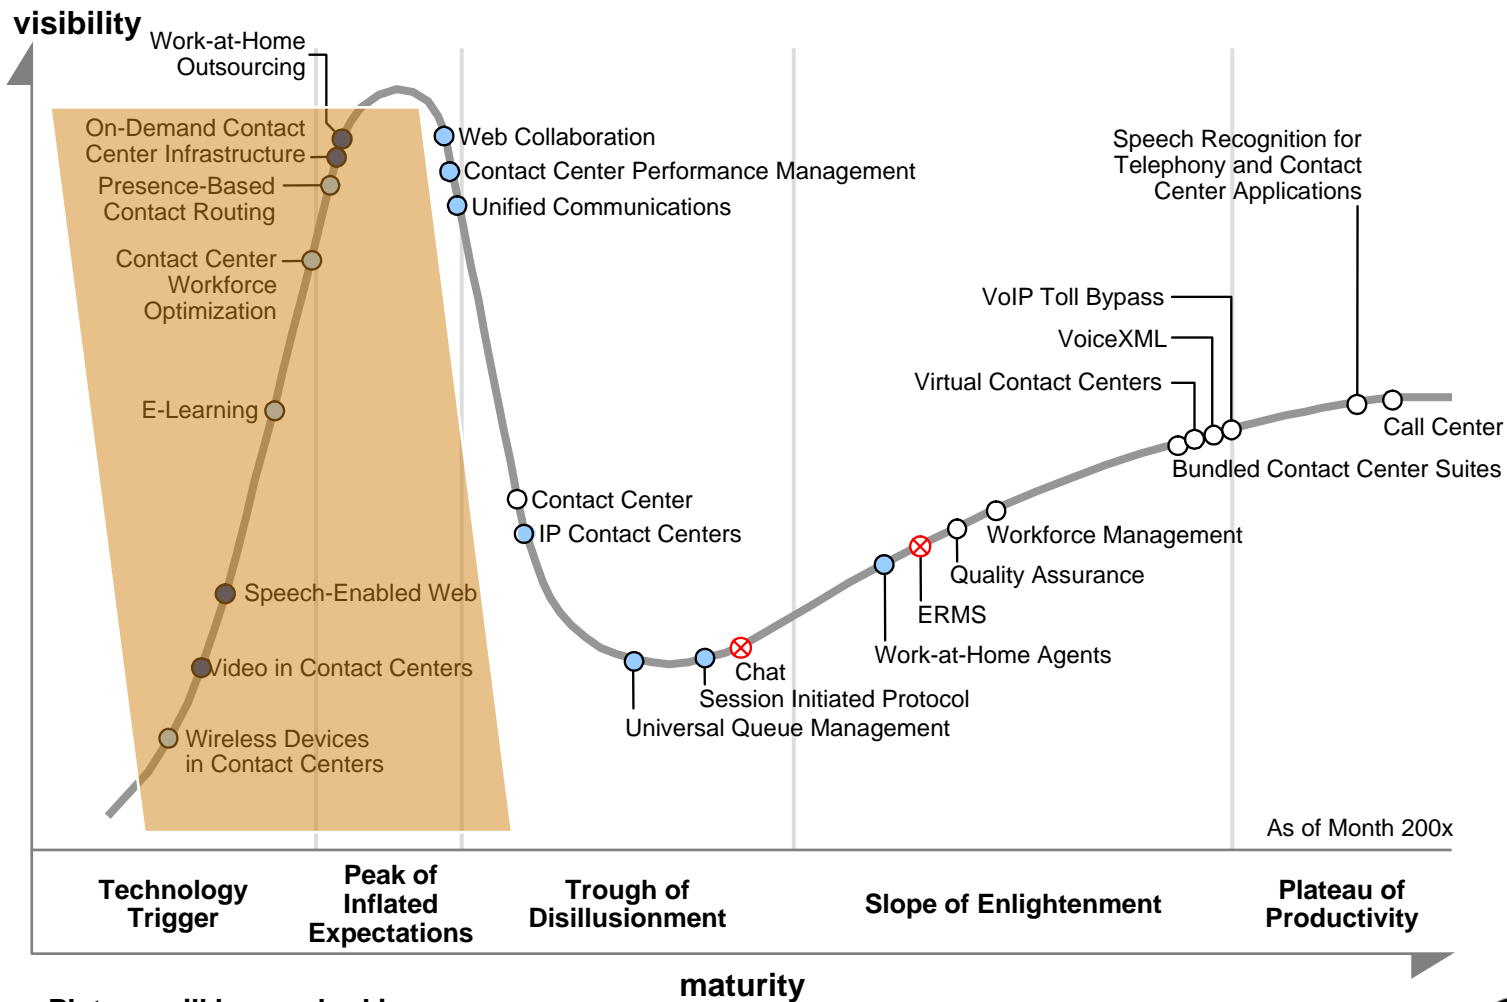 visibility
Work-at-Home
Outsourcing
On-Demand Contact
Center Infrastructure
Presence-Based
Contact Routing
Contact Center
Workforce
Optimization
E-Learning
Speech-Enabled Web
Video in Contact Centers
Wireless Devices
in Contact Centers
Web Collaboration
Contact Center Performance Management
Unified Communications
Contact Center
IP Contact Centers
Chat
Session Initiated Protocol
Universal Queue Management
Speech Recognition for
Telephony and Contact
Center Applications
VoIP Toll Bypass
VoiceXML
Virtual Contact Centers
Call Center
Bundled Contact Center Suites
Workforce Management
Quality Assurance
ERMS
Work-at-Home Agents
As of Month 200x
Technology
Trigger
Peak of
Inflated
Expectations
Trough of
Disillusionment
Slope of Enlightenment
Plateau of
Productivity
maturity